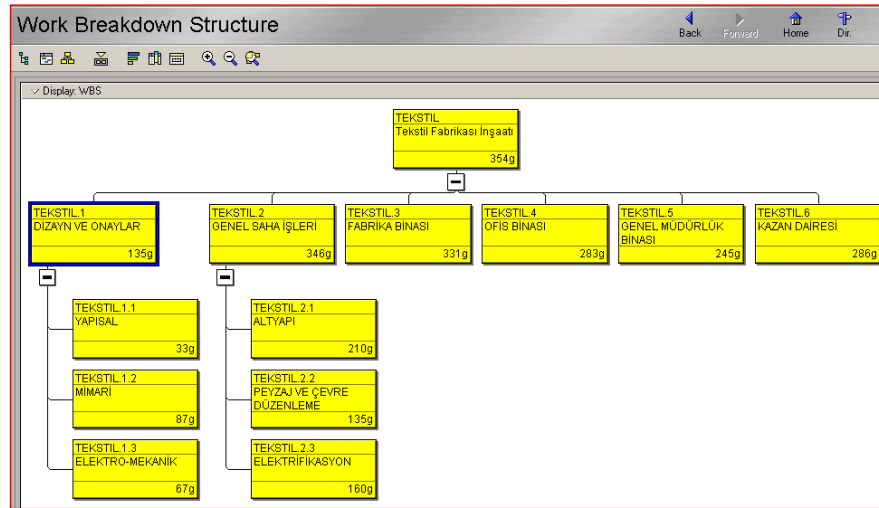 Work Breakdown Structure
Back
Forward
Home
Dir.
Display: WBS
TEKSTIL
Tekstil Fabrikası İnşaatı
354g
TEKSTIL.1
DİZAYN VE ONAYLAR
135g
TEKSTIL.2
GENEL SAHA İŞLERİ
346g
TEKSTIL.3
FABRİKA BİNASI
331g
TEKSTIL.4
OFİS BİNASI
283g
TEKSTIL.5
GENEL MÜDÜRLÜK
BİNASI
245g
TEKSTIL.6
KAZAN DAİRESİ
286g
TEKSTIL.1.1
YAPISAL
33g
TEKSTIL.2.1
ALTYAPI
210g
TEKSTIL.1.2
MİMARİ
87g
TEKSTIL.2.2
PEYZAJ VE ÇEVRE
DÜZENLEME
135g
TEKSTIL.1.3
ELEKTRO-MEKANİK
67g
TEKSTIL.2.3
ELEKTRİFİKASYON
160g